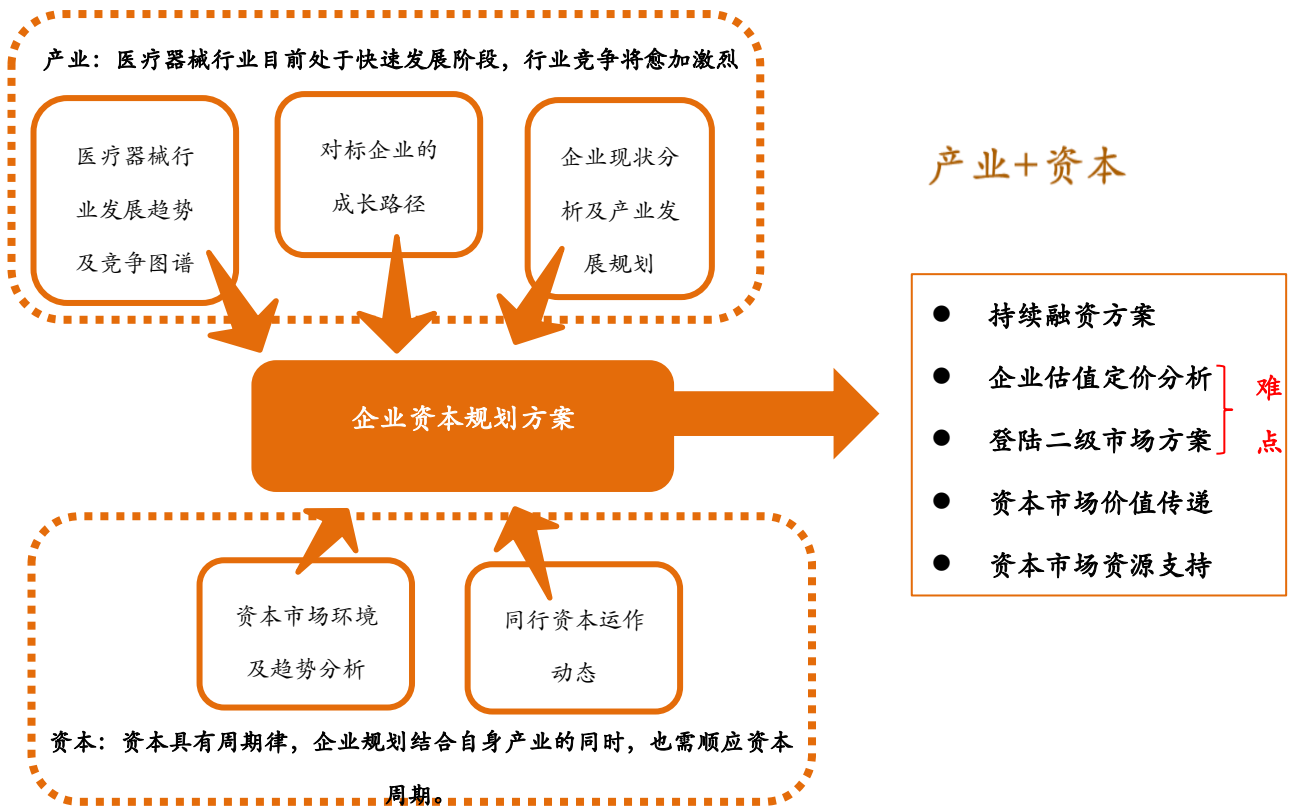 产业：医疗器械行业目前处于快速发展阶段，行业竞争将愈加激烈
医疗器械行
业发展趋势
及竞争图谱
对标企业的
成长路径
企业现状分
析及产业发
展规划
产业+资本
企业资本规划方案
● 持续融资方案
● 企业估值定价分析
● 登陆二级市场方案
● 资本市场价值传递
● 资本市场资源支持
难
点
资本市场环境
及趋势分析
同行资本运作
动态
资本：资本具有周期律，企业规划结合自身产业的同时，也需顺应资本
周期。